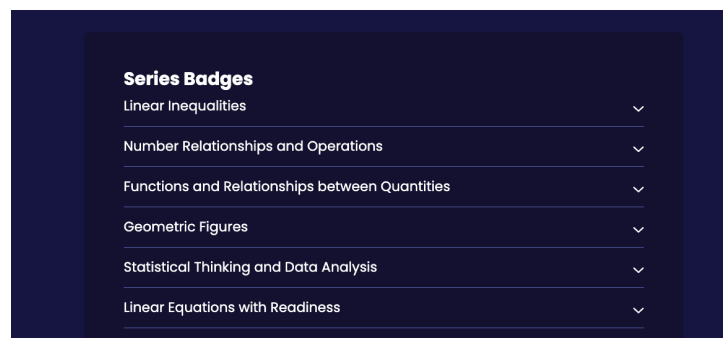 Series Badges
Linear Inequalities
Number Relationships and Operations
Functions and Relationships between Quantities
Geometric Figures
Statistical Thinking and Data Analysis
Linear Equations with Readiness